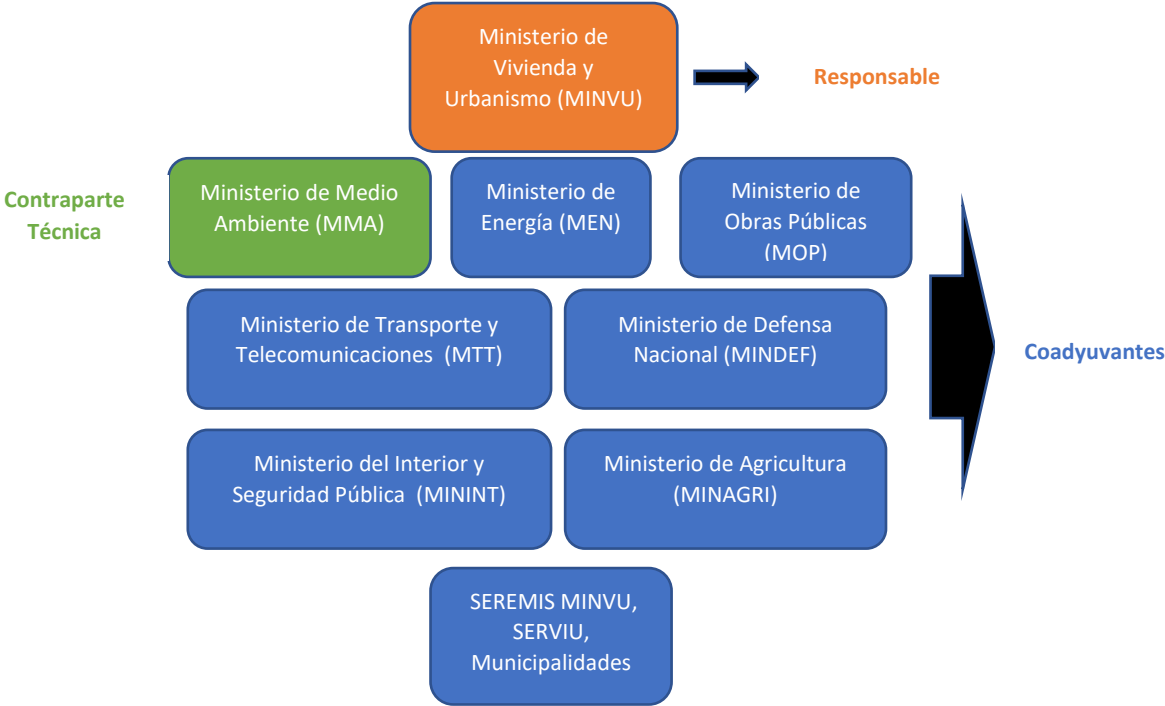 Ministerio de
Vivienda y
Urbanismo (MINVU)
Responsable
Contraparte
Técnica
Ministerio de Medio
Ambiente (MMA)
Ministerio de
Energía (MEN)
Ministerio de
Obras Públicas
(MOP)
Ministerio de Transporte y
Telecomunicaciones (MTT)
Ministerio de Defensa
Nacional (MINDEF)
Coadyuvantes
Ministerio del Interior y
Seguridad Pública (MININT)
Ministerio de Agricultura
(MINAGRI)
SEREMIS MINVU,
SERVIU,
Municipalidades